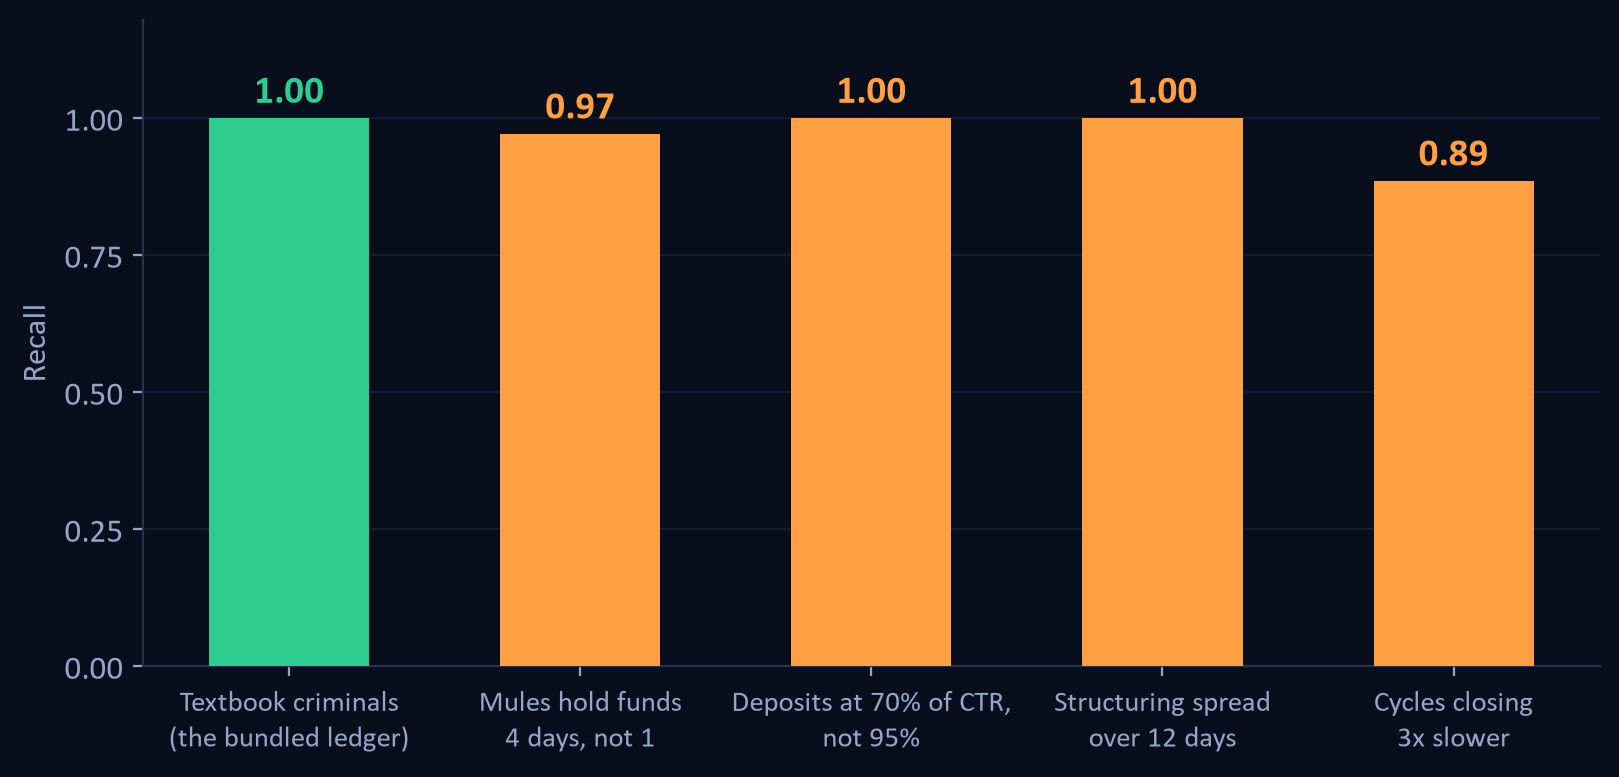 1.00
0.97
1.00
1.00
0.89
1.00
0.75
0.50
0.25
0.00
Recall
Textbook criminals
(the bundled ledger)
Mules hold funds
4 days, not 1
Deposits at 70% of CTR,
not 95%
Structuring spread
over 12 days
Cycles closing
3x slower